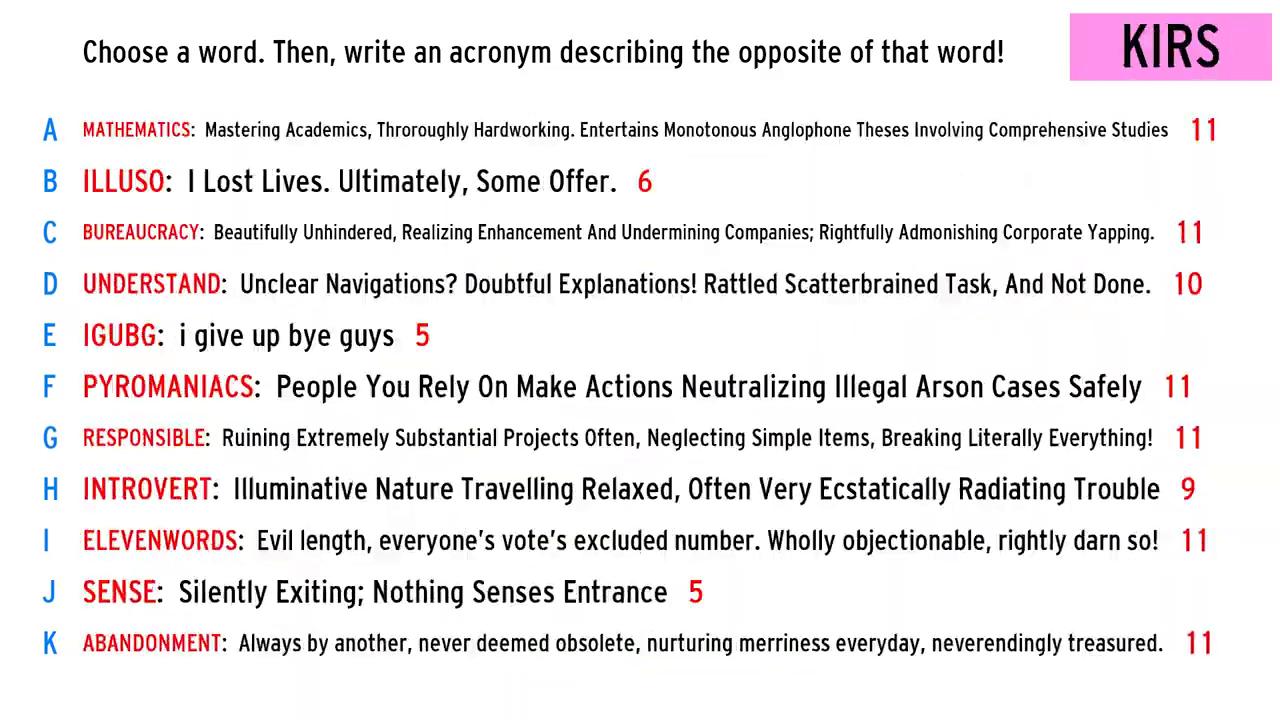 Choose a word. Then, write an acronym describing the opposite of that word!
KIRS
A MATHEMATICS: Mastering Academics, Throroughly Hardworking. Entertains Monotonous Anglophone Theses Involving Comprehensive Studies 11
B ILLUSO: I Lost Lives. Ultimately, Some Offer. 6
C BUREAUCRACY: Beautifully Unhindered, Realizing Enhancement And Undermining Companies; Rightfully Admonishing Corporate Yapping. 11
D UNDERSTAND: Unclear Navigations? Doubtful Explanations! Rattled Scatterbrained Task, And Not Done. 10
E IGUBG: i give up bye guys 5
F PYROMANIACS: People You Rely On Make Actions Neutralizing Illegal Arson Cases Safely 11
G RESPONSIBLE: Ruining Extremely Substantial Projects Often, Neglecting Simple Items, Breaking Literally Everything! 11
H INTROVERT: Illuminative Nature Travelling Relaxed, Often Very Ecstatically Radiating Trouble 9
I ELEVENWORDS: Evil length, everyone's vote's excluded number. Wholly objectionable, rightly darn so! 11
J SENSE: Silently Exiting; Nothing Senses Entrance 5
K ABANDONMENT: Always by another, never deemed obsolete, nurturing merriness everyday, neverendingly treasured. 11